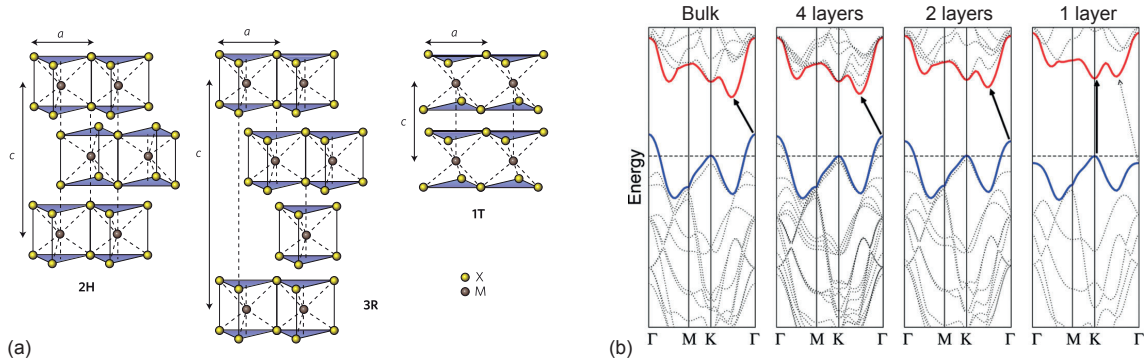 a
a
a
c
c
c
2H
3R
1T
X
M
(a)
Bulk
4 layers
2 layers
1 layer
Energy
Γ M K Γ
Γ M K Γ
Γ M K Γ
Γ M K Γ
(b)